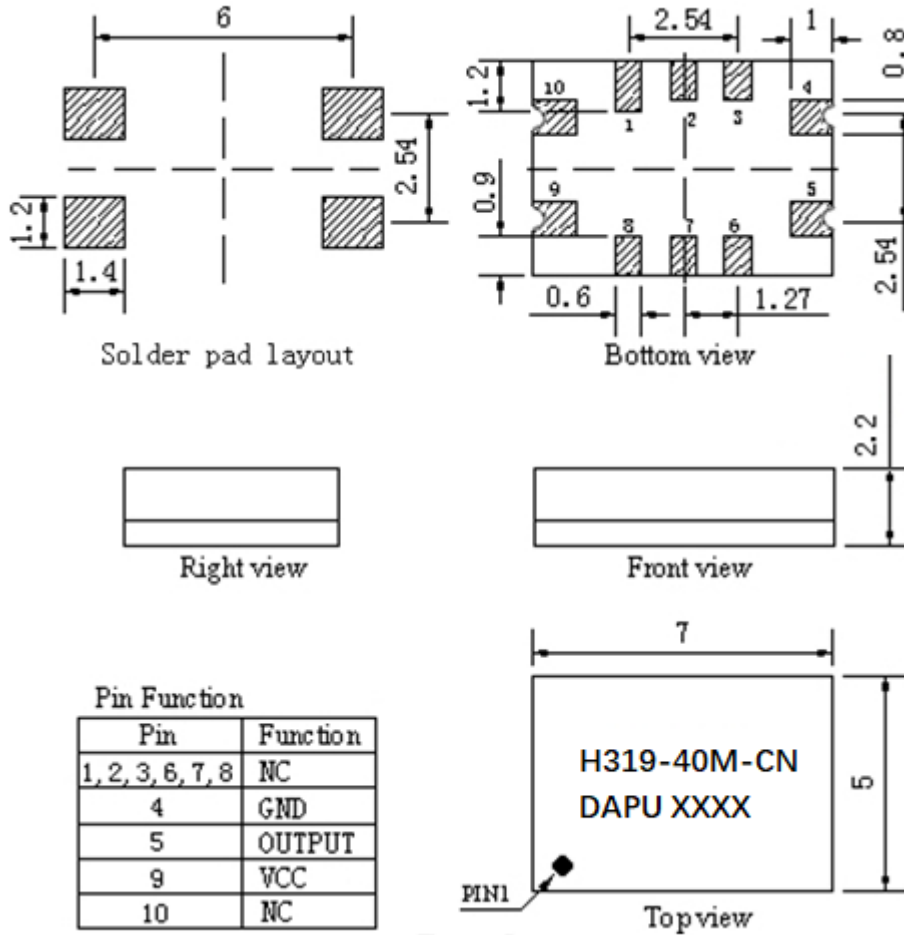 6
2.54
1.2
1.4
Solder pad layout
2.54
1
0.8
1.2
10
1
2
3
4
0.9
9
8
7
6
5
2.54
0.6
1.27
Bottom view
Right view
2.2
Front view
Pin Function
Pin Function
1, 2, 3, 6, 7, 8 NC
4 GND
5 OUTPUT
9 VCC
10 NC
7
H319-40M-CN
DAPU XXXX
5
PIN1
Top view